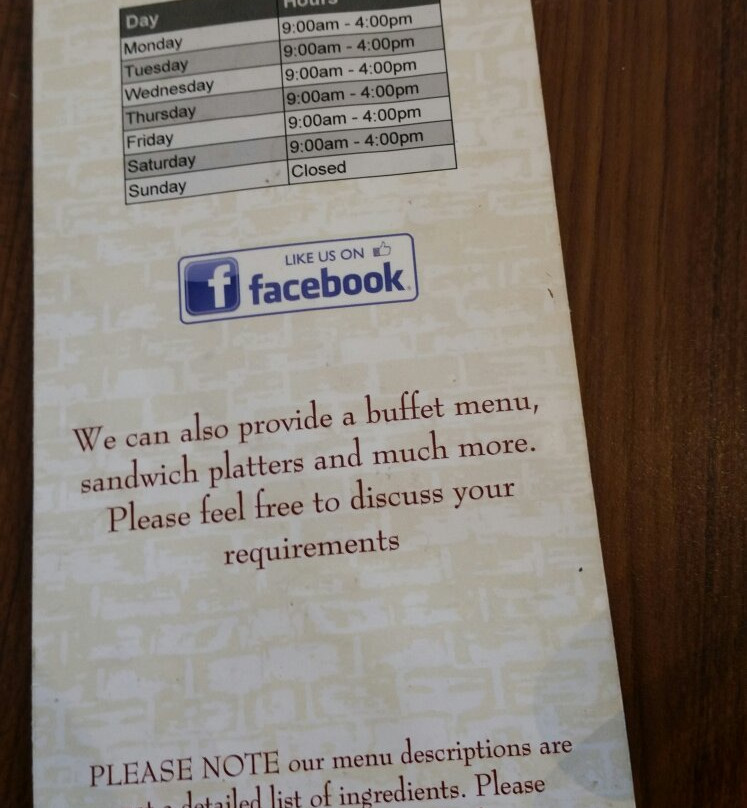 Day Hours
Monday 9:00am - 4:00pm
Tuesday 9:00am - 4:00pm
Wednesday 9:00am - 4:00pm
Thursday 9:00am - 4:00pm
Friday 9:00am - 4:00pm
Saturday 9:00am - 4:00pm
Sunday Closed
LIKE US ON
f facebook
We can also provide a buffet menu,
sandwich platters and much more.
Please feel free to discuss your
requirements
PLEASE NOTE our menu descriptions are
a detailed list of ingredients. Please